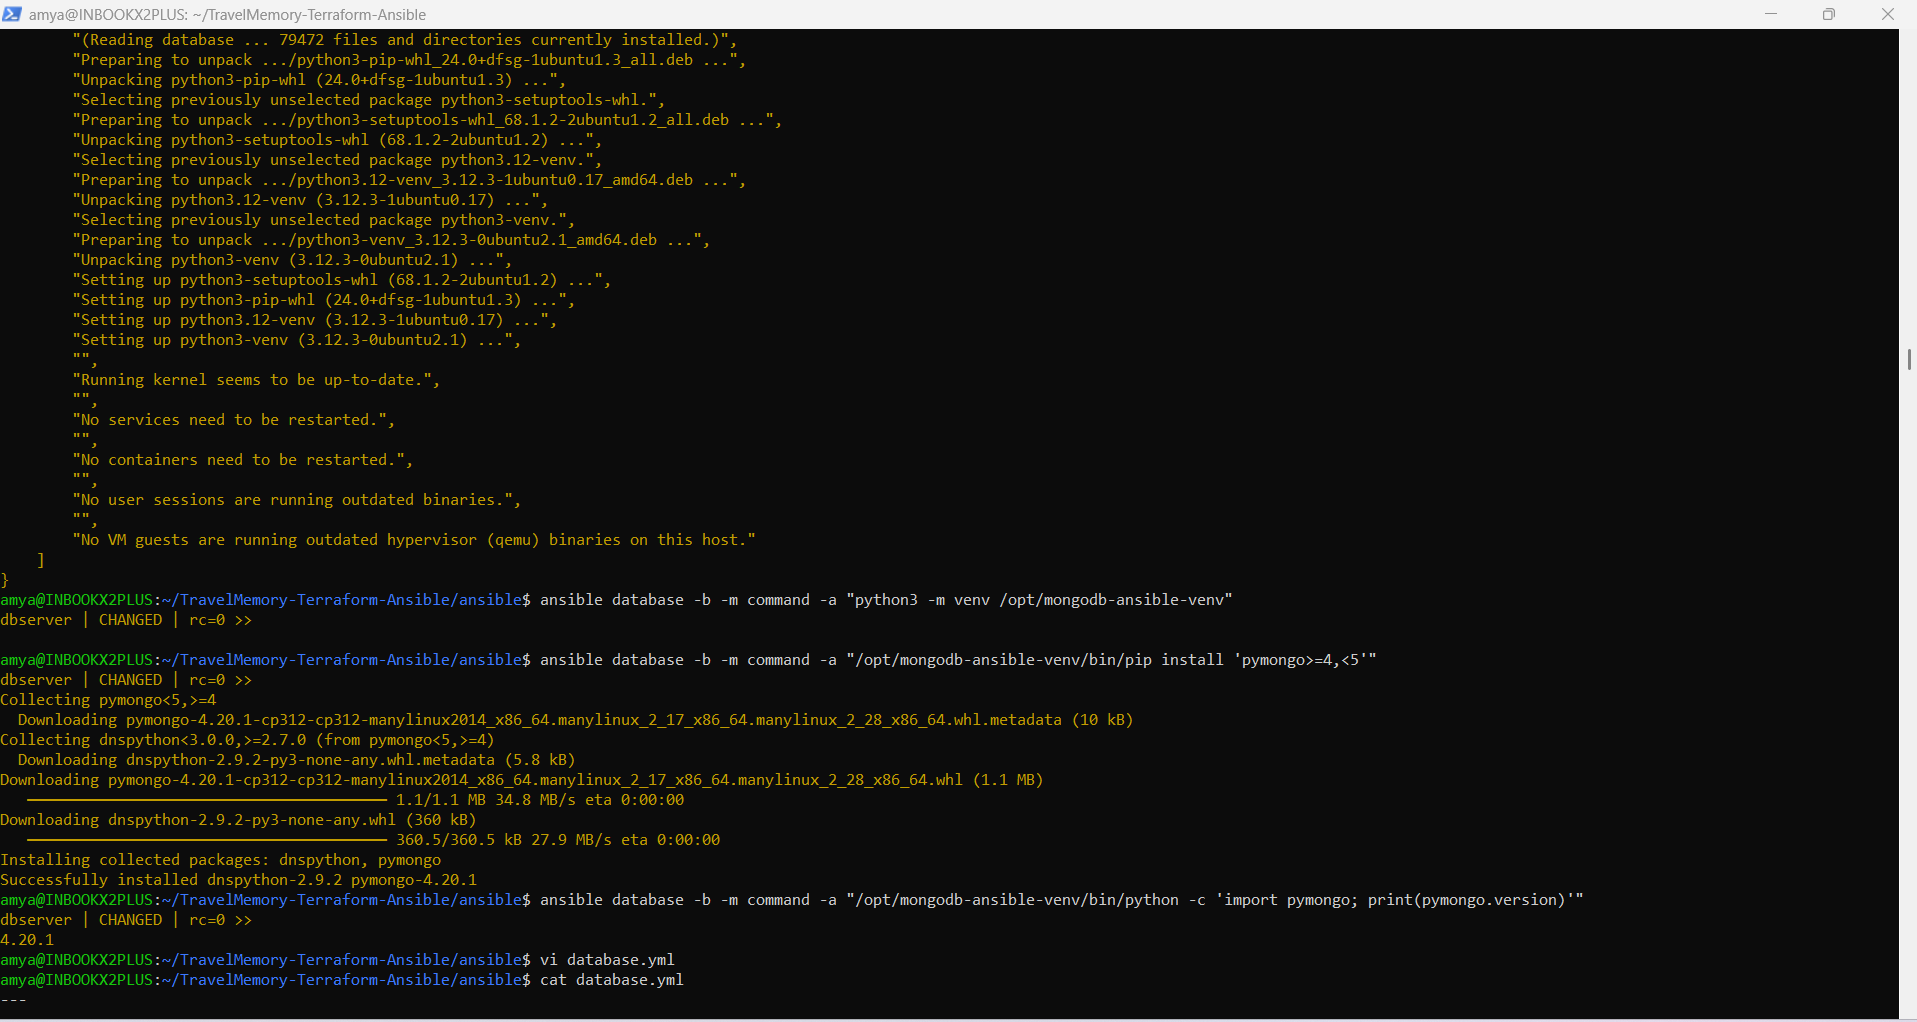 amya@INBOOKX2PLUS: ~/TravelMemory-Terraform-Ansible
"(Reading database ... 79472 files and directories currently installed.)",
"Preparing to unpack .../python3-pip-whl_24.0+dfsg-1ubuntu1.3_all.deb ...",
"Unpacking python3-pip-whl (24.0+dfsg-1ubuntu1.3) ...",
"Selecting previously unselected package python3-setuptools-whl.",
"Preparing to unpack .../python3-setuptools-whl_68.1.2-2ubuntu1.2_all.deb ...",
"Unpacking python3-setuptools-whl (68.1.2-2ubuntu1.2) ...",
"Selecting previously unselected package python3.12-venv.",
"Preparing to unpack .../python3.12-venv_3.12.3-1ubuntu0.17_amd64.deb ...",
"Unpacking python3.12-venv (3.12.3-1ubuntu0.17) ...",
"Selecting previously unselected package python3-venv.",
"Preparing to unpack .../python3-venv_3.12.3-0ubuntu2.1_amd64.deb ...",
"Unpacking python3-venv (3.12.3-0ubuntu2.1) ...",
"Setting up python3-setuptools-whl (68.1.2-2ubuntu1.2) ...",
"Setting up python3-pip-whl (24.0+dfsg-1ubuntu1.3) ...",
"Setting up python3.12-venv (3.12.3-1ubuntu0.17) ...",
"Setting up python3-venv (3.12.3-0ubuntu2.1) ...",
"",
"Running kernel seems to be up-to-date.",
"",
"No services need to be restarted.",
"",
"No containers need to be restarted.",
"",
"No user sessions are running outdated binaries.",
"",
"No VM guests are running outdated hypervisor (qemu) binaries on this host."
]
}
amya@INBOOKX2PLUS:~/TravelMemory-Terraform-Ansible/ansible$ ansible database -b -m command -a "python3 -m venv /opt/mongodb-ansible-venv"
dbserver | CHANGED | rc=0 >>
amya@INBOOKX2PLUS:~/TravelMemory-Terraform-Ansible/ansible$ ansible database -b -m command -a "/opt/mongodb-ansible-venv/bin/pip install 'pymongo>=4,<5'"
dbserver | CHANGED | rc=0 >>
Collecting pymongo<5,>=4
Downloading pymongo-4.20.1-cp312-cp312-manylinux2014_x86_64.manylinux_2_17_x86_64.manylinux_2_28_x86_64.whl.metadata (10 kB)
Collecting dnspython<3.0.0,>=2.7.0 (from pymongo<5,>=4)
Downloading dnspython-2.9.2-py3-none-any.whl.metadata (5.8 kB)
Downloading pymongo-4.20.1-cp312-cp312-manylinux2014_x86_64.manylinux_2_17_x86_64.manylinux_2_28_x86_64.whl (1.1 MB)
1.1/1.1 MB 34.8 MB/s eta 0:00:00
Downloading dnspython-2.9.2-py3-none-any.whl (360 kB)
360.5/360.5 kB 27.9 MB/s eta 0:00:00
Installing collected packages: dnspython, pymongo
Successfully installed dnspython-2.9.2 pymongo-4.20.1
amya@INBOOKX2PLUS:~/TravelMemory-Terraform-Ansible/ansible$ ansible database -b -m command -a "/opt/mongodb-ansible-venv/bin/python -c 'import pymongo; print(pymongo.version)'"
dbserver | CHANGED | rc=0 >>
4.20.1
amya@INBOOKX2PLUS:~/TravelMemory-Terraform-Ansible/ansible$ vi database.yml
amya@INBOOKX2PLUS:~/TravelMemory-Terraform-Ansible/ansible$ cat database.yml
---